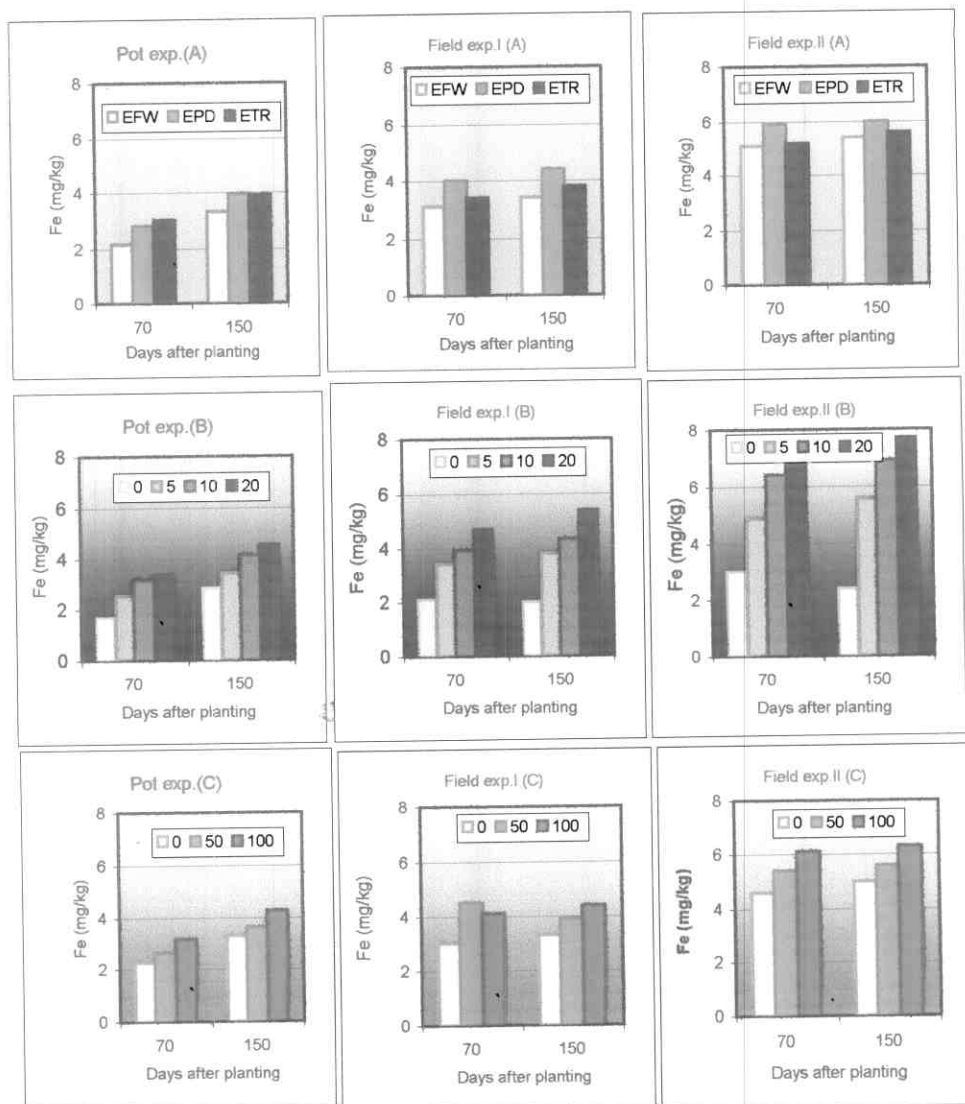 Pot exp.(A)
8
6
4
2
0
Fe (mg/kg)
EFW EPD ETR
70 150
Days after planting
Field exp.I (A)
8
6
4
2
0
Fe (mg/kg)
EFW EPD ETR
70 150
Days after planting
Field exp.II (A)
8
6
4
2
0
Fe (mg/kg)
EFW EPD ETR
70 150
Days after planting
Pot exp.(B)
8
6
4
2
0
Fe (mg/kg)
0 5 10 20
70 150
Days after planting
Field exp.I (B)
8
6
4
2
0
Fe (mg/kg)
0 5 10 20
70 150
Days after planting
Field exp.II (B)
8
6
4
2
0
Fe (mg/kg)
0 5 10 20
70 150
Days after planting
Pot exp.(C)
8
6
4
2
0
Fe (mg/kg)
0 50 100
70 150
Days after planting
Field exp.I (C)
8
6
4
2
0
Fe (mg/kg)
0 50 100
70 150
Days after planting
Field exp.II (C)
8
6
4
2
0
Fe (mg/kg)
0 50 100
70 150
Days after planting